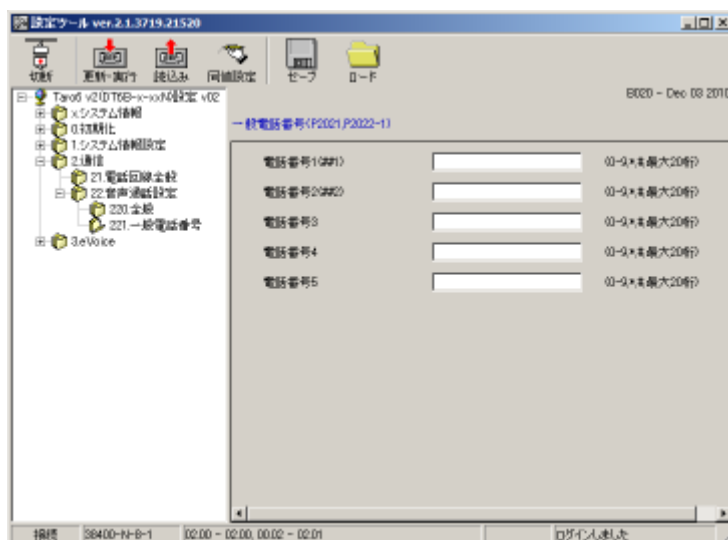 設定ツール ver.2.1.3719.21520
切断 更新・実行 読込み 同値設定 セーブ ロード
B020 - Dec 03 2010
Taro5 v2(DT6B-x-xxN)設定 v02
x.システム情報
0.初期化
1.システム情報設定
2.通信
21.電話回線全般
22.音声通話設定
220.全般
221.一般電話番号
3.eVoice
一般電話番号(P2021,P2022-1)
電話番号1(##1) (0-9,*,#,最大20桁)
電話番号2(##2) (0-9,*,#,最大20桁)
電話番号3 (0-9,*,#,最大20桁)
電話番号4 (0-9,*,#,最大20桁)
電話番号5 (0-9,*,#,最大20桁)
接続 38400-N-8-1 02.00 - 02.00, 00.02 - 02.01 ログインしました